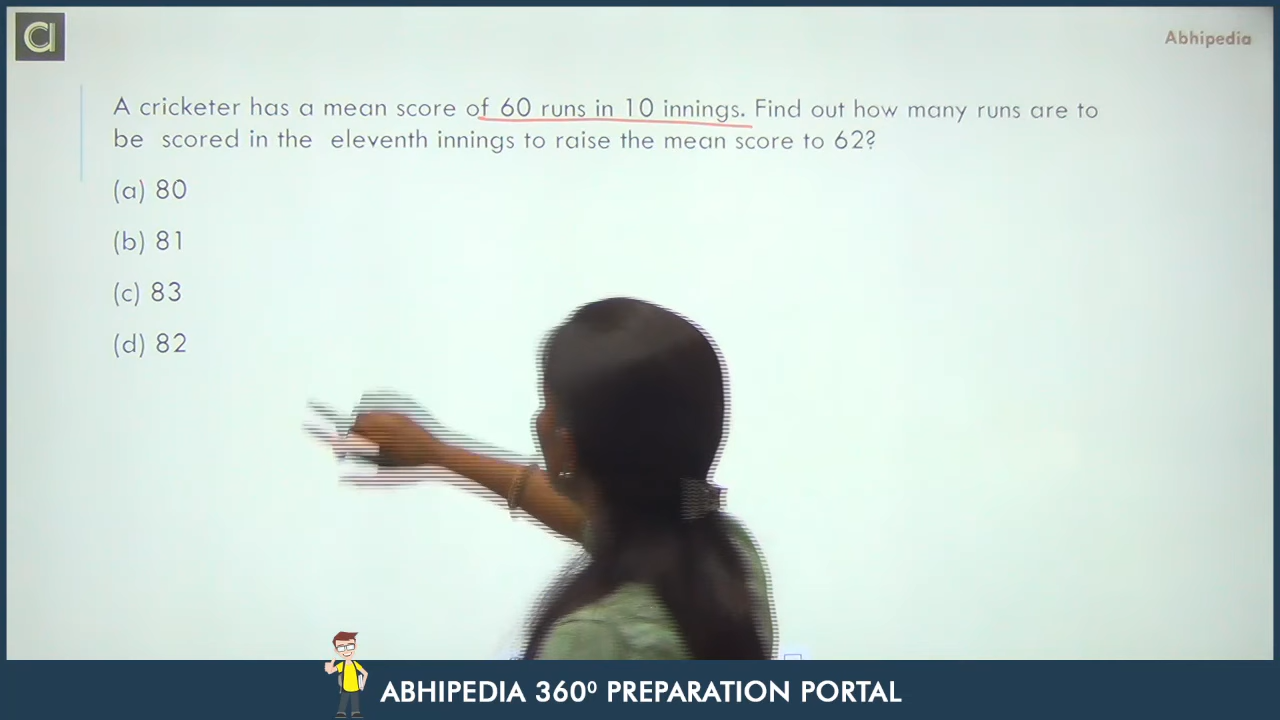 Abhipedia
A cricketer has a mean score of 60 runs in 10 innings. Find out how many runs are to
be scored in the eleventh innings to raise the mean score to 62?
(a) 80
(b) 81
(c) 83
(d) 82
ABHIPEDIA 360⁰ PREPARATION PORTAL